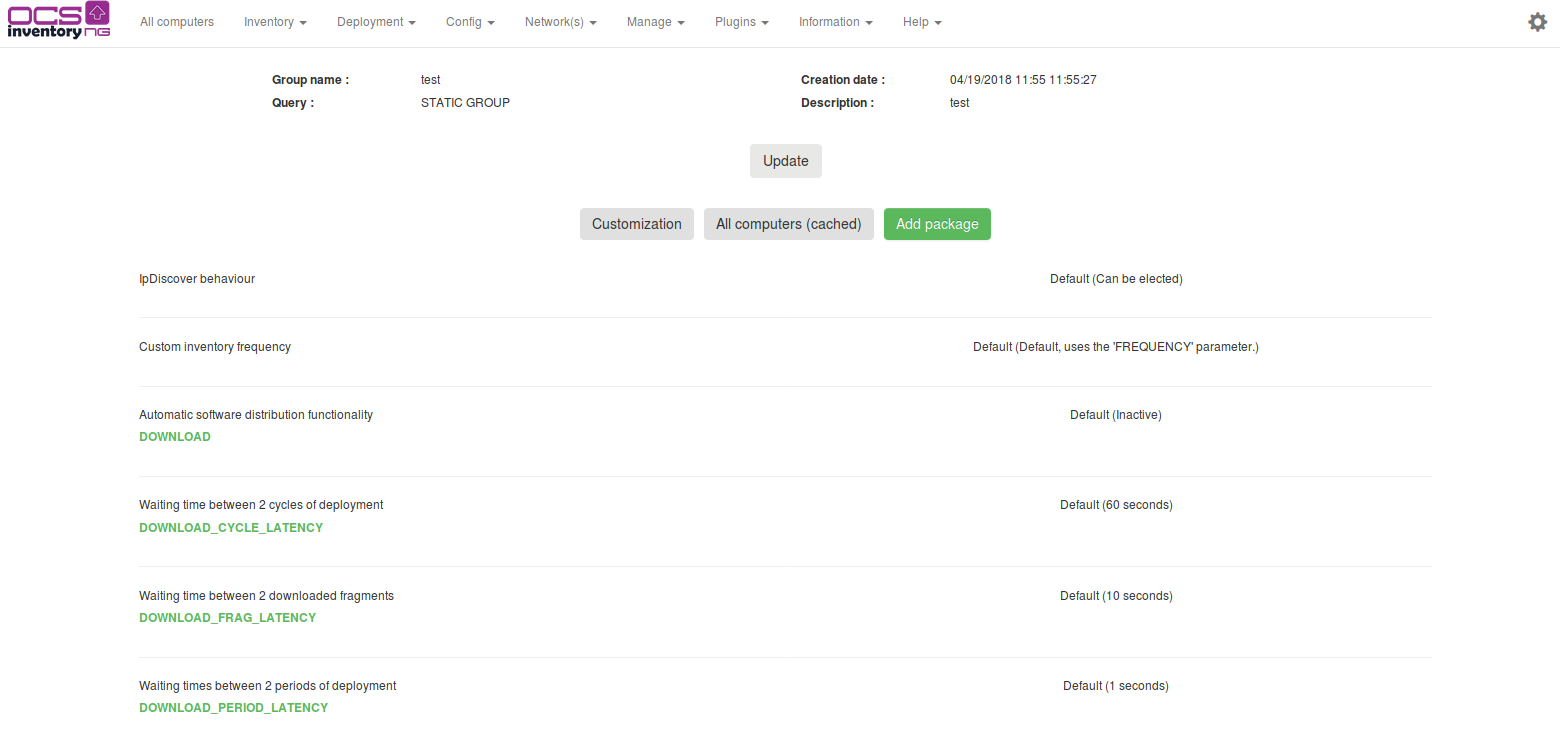 OCS
inventory NG
All computers Inventory Deployment Config Network(s) Manage Plugins Information Help
Group name : test Creation date : 04/19/2018 11:55 11:55:27
Query : STATIC GROUP Description : test
Update
Customization All computers (cached) Add package
IpDiscover behaviour Default (Can be elected)
Custom inventory frequency Default (Default, uses the 'FREQUENCY' parameter.)
Automatic software distribution functionality Default (Inactive)
DOWNLOAD
Waiting time between 2 cycles of deployment Default (60 seconds)
DOWNLOAD_CYCLE_LATENCY
Waiting time between 2 downloaded fragments Default (10 seconds)
DOWNLOAD_FRAG_LATENCY
Waiting times between 2 periods of deployment Default (1 seconds)
DOWNLOAD_PERIOD_LATENCY